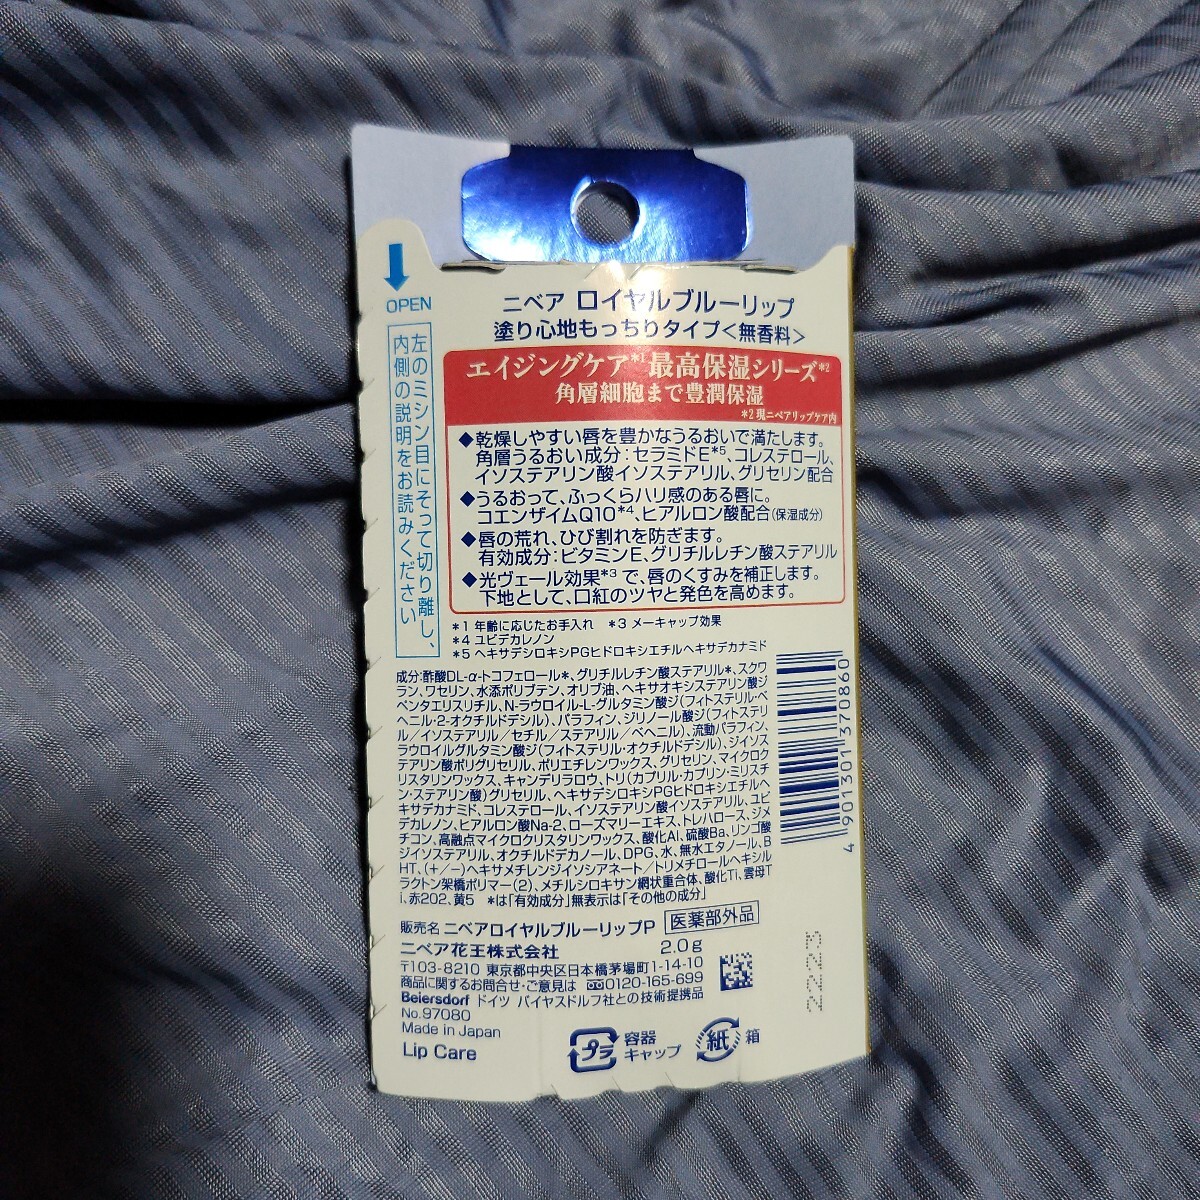 OPEN
左のミシン目にそって切り離し、
内側の説明をお読みください
ニベア ロイヤルブルーリップ
塗り心地もっちりタイプ<無香料>
エイジングケア*1最高保湿シリーズ*2
角層細胞まで豊潤保湿
*2 現ニベアリップケア内
◆乾燥しやすい唇を豊かなうるおいで満たします。
角層うるおい成分:セラミドE*5、コレステロール、
イソステアリン酸イソステアリル、グリセリン配合
◆うるおって、ふっくらハリ感のある唇に。
コエンザイムQ10*4、ヒアルロン酸配合(保湿成分)
◆唇の荒れ、ひび割れを防ぎます。
有効成分:ビタミンE、グリチルレチン酸ステアリル
◆光ヴェール効果*3で、唇のくすみを補正します。
下地として、口紅のツヤと発色を高めます。
*1 年齢に応じたお手入れ *3 メーキャップ効果
*4 ユビデカレノン
*5 ヘキサデシロキシPGヒドロキシエチルヘキサデカナミド
成分:酢酸DL-α-トコフェロール*、グリチルレチン酸ステアリル*、スクワ
ラン、ワセリン、水添ポリブテン、オリブ油、ヘキサオキシステアリン酸ジ
ペンタエリスリチル、N-ラウロイル-L-グルタミン酸ジ(フィトステリル・ベ
ヘニル・2-オクチルドデシル)、パラフィン、ジリノール酸ジ(フィトステリ
ル/イソステアリル/セチル/ステアリル/ベヘニル)、流動パラフィン、
ラウロイルグルタミン酸ジ(フィトステリル・オクチルドデシル)、ジイソス
テアリン酸ポリグリセリル、ポリエチレンワックス、グリセリン、マイクロク
リスタリンワックス、キャンデリラロウ、トリ(カプリル・カプリン・ミリスチ
ン・ステアリン酸)グリセリル、ヘキサデシロキシPGヒドロキシエチルヘ
キサデカナミド、コレステロール、イソステアリン酸イソステアリル、ユビ
デカレノン、ヒアルロン酸Na-2、ローズマリーエキス、トレハロース、ジメ
チコン、高融点マイクロクリスタリンワックス、酸化Al、硫酸Ba、リンゴ酸
ジイソステアリル、オクチルドデカノール、DPG、水、無水エタノール、B
HT、(+/-)ヘキサメチレンジイソシアネート/トリメチロールヘキシル
ラクトン架橋ポリマー(2)、メチルシロキサン網状重合体、酸化Ti、雲母T
i、赤202、黄5 *は「有効成分」無表示は「その他の成分」
4 901301 370860
販売名 ニベアロイヤルブルーリップP 医薬部外品
ニベア花王株式会社 2.0g
〒103-8210 東京都中央区日本橋茅場町1-14-10
商品に関するお問合せ・ご意見は 0120-165-699
Beiersdorf ドイツ バイヤスドルフ社との技術提携品
No.97080
Made in Japan
Lip Care
プラ 容器
キャップ
紙 箱
2223